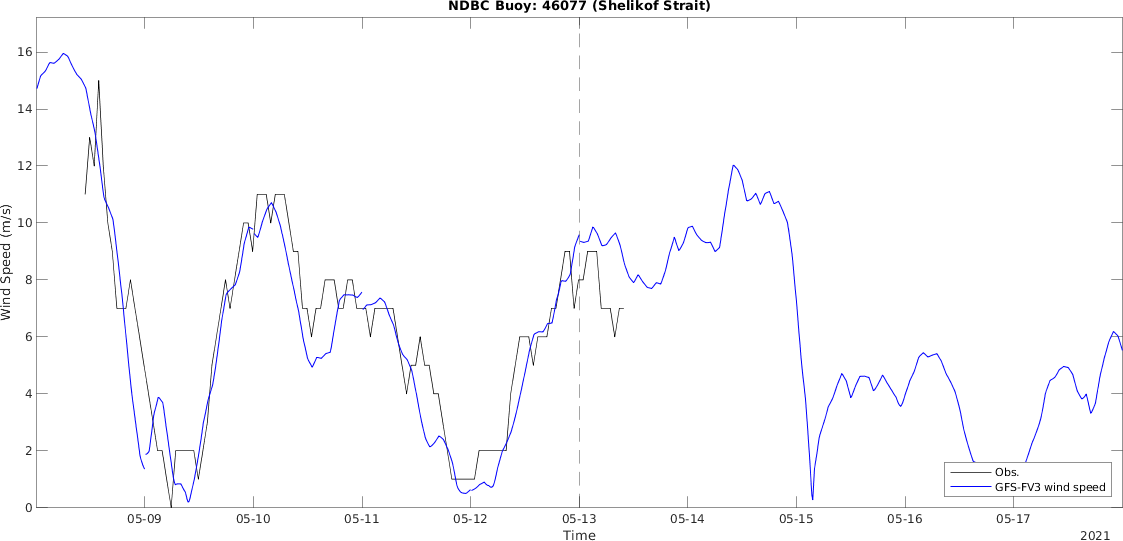 NDBC Buoy: 46077 (Shelikof Strait)
Wind Speed (m/s)
16
14
12
10
8
6
4
2
0
05-09 05-10 05-11 05-12 05-13 05-14 05-15 05-16 05-17
Time
2021
Obs.
GFS-FV3 wind speed